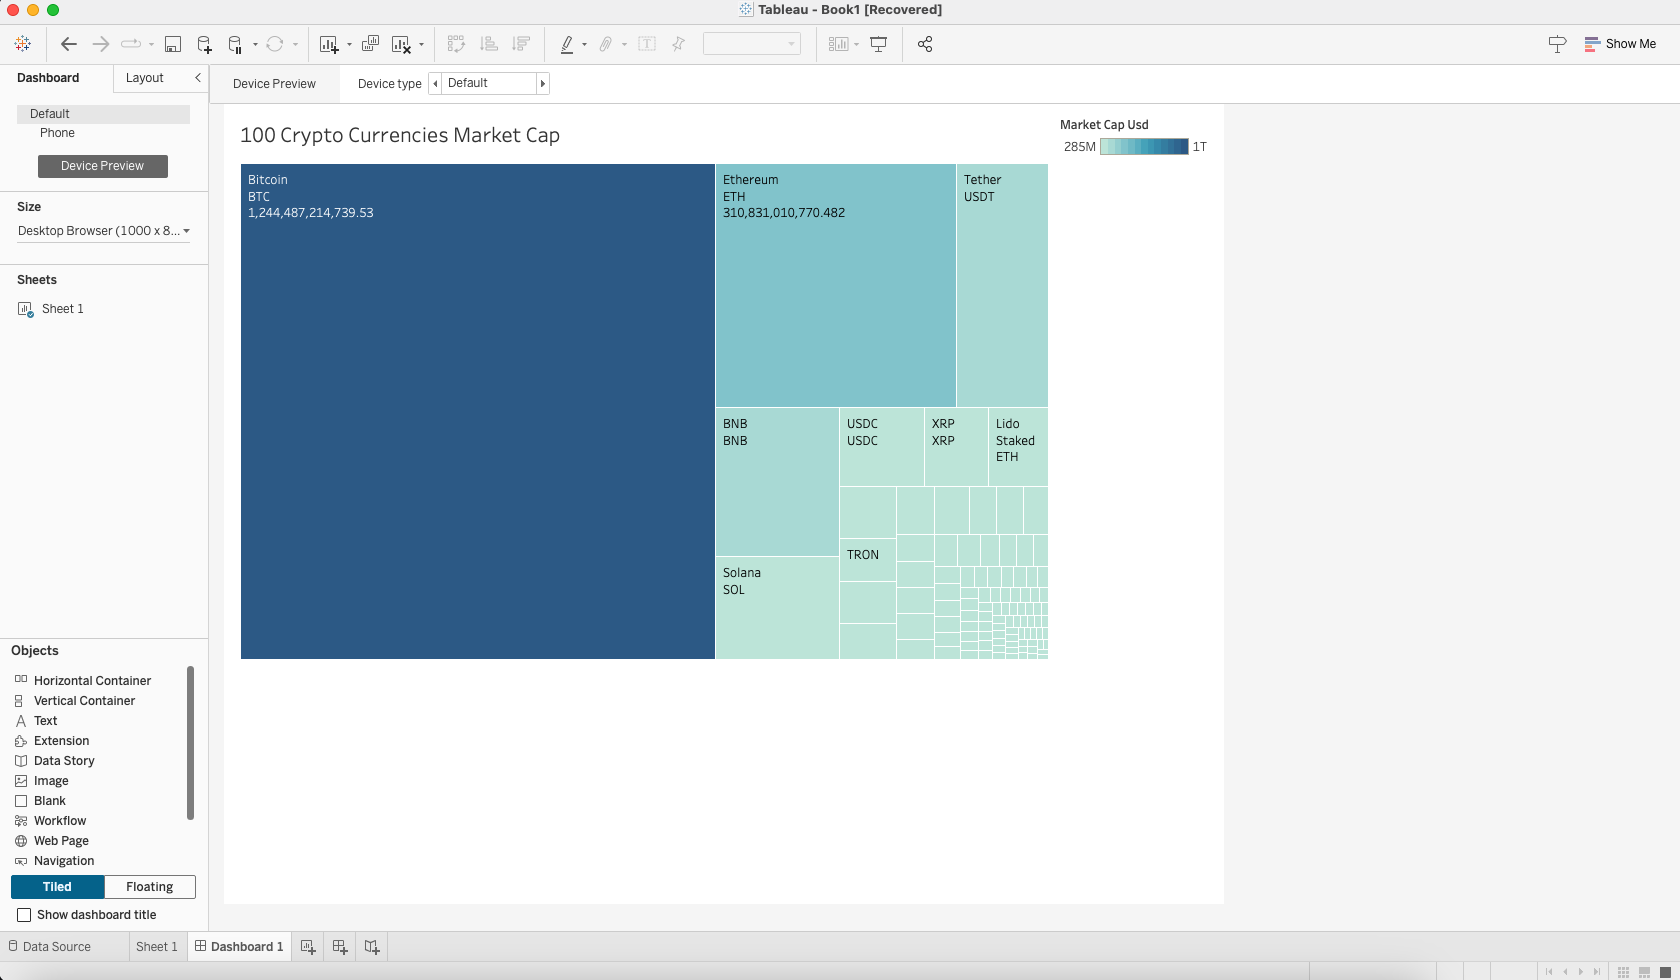 Tableau - Book1 [Recovered]
Show Me
Dashboard
Layout
Default
Phone
Device Preview
Size
Desktop Browser (1000 x 8...
Sheets
Sheet 1
Objects
Horizontal Container
Vertical Container
Text
Extension
Data Story
Image
Blank
Workflow
Web Page
Navigation
Tiled
Floating
Show dashboard title
Device Preview
Device type
Default
100 Crypto Currencies Market Cap
Bitcoin
BTC
1,244,487,214,739.53
Ethereum
ETH
310,831,010,770.482
Tether
USDT
BNB
BNB
USDC
USDC
XRP
XRP
Lido
Staked
ETH
TRON
Solana
SOL
Market Cap Usd
285M
1T
Data Source
Sheet 1
Dashboard 1